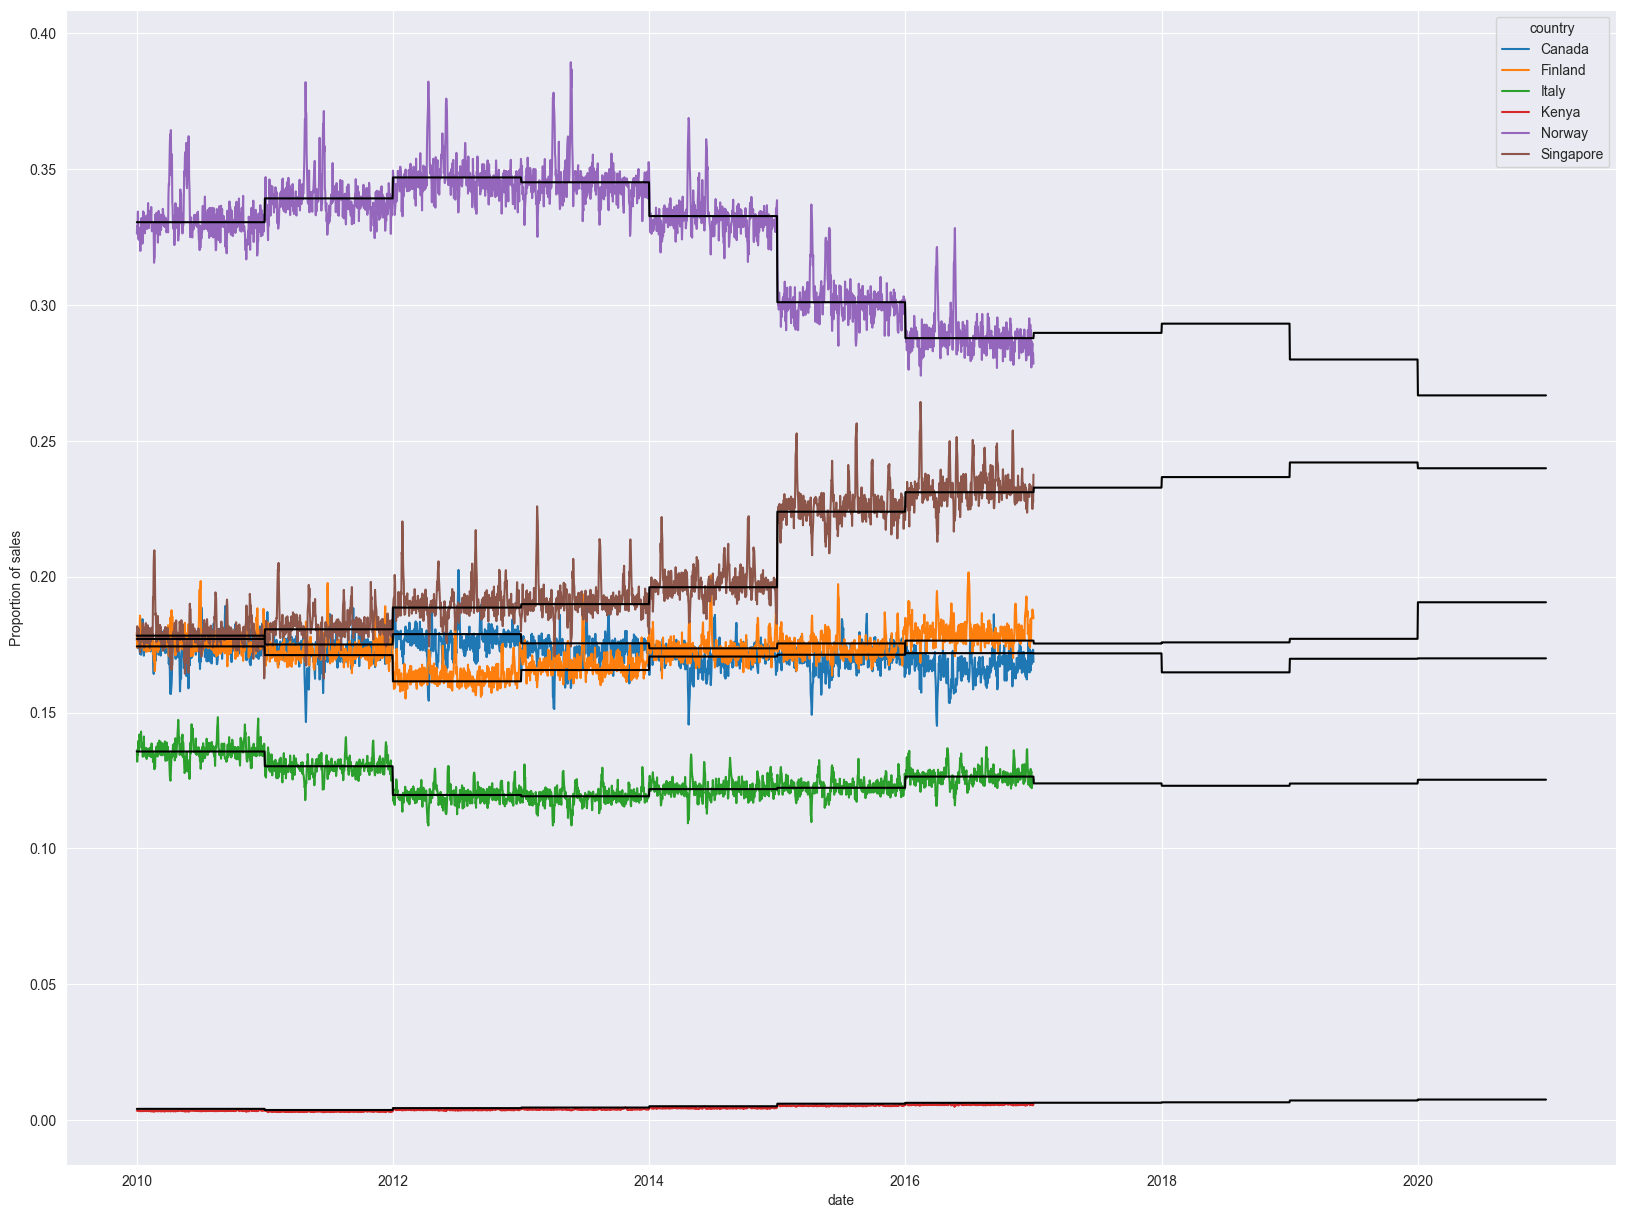 country
Canada
Finland
Italy
Kenya
Norway
Singapore
0.40
0.35
0.30
0.25
0.20
0.15
0.10
0.05
0.00
Proportion of sales
2010 2012 2014 2016 2018 2020
date